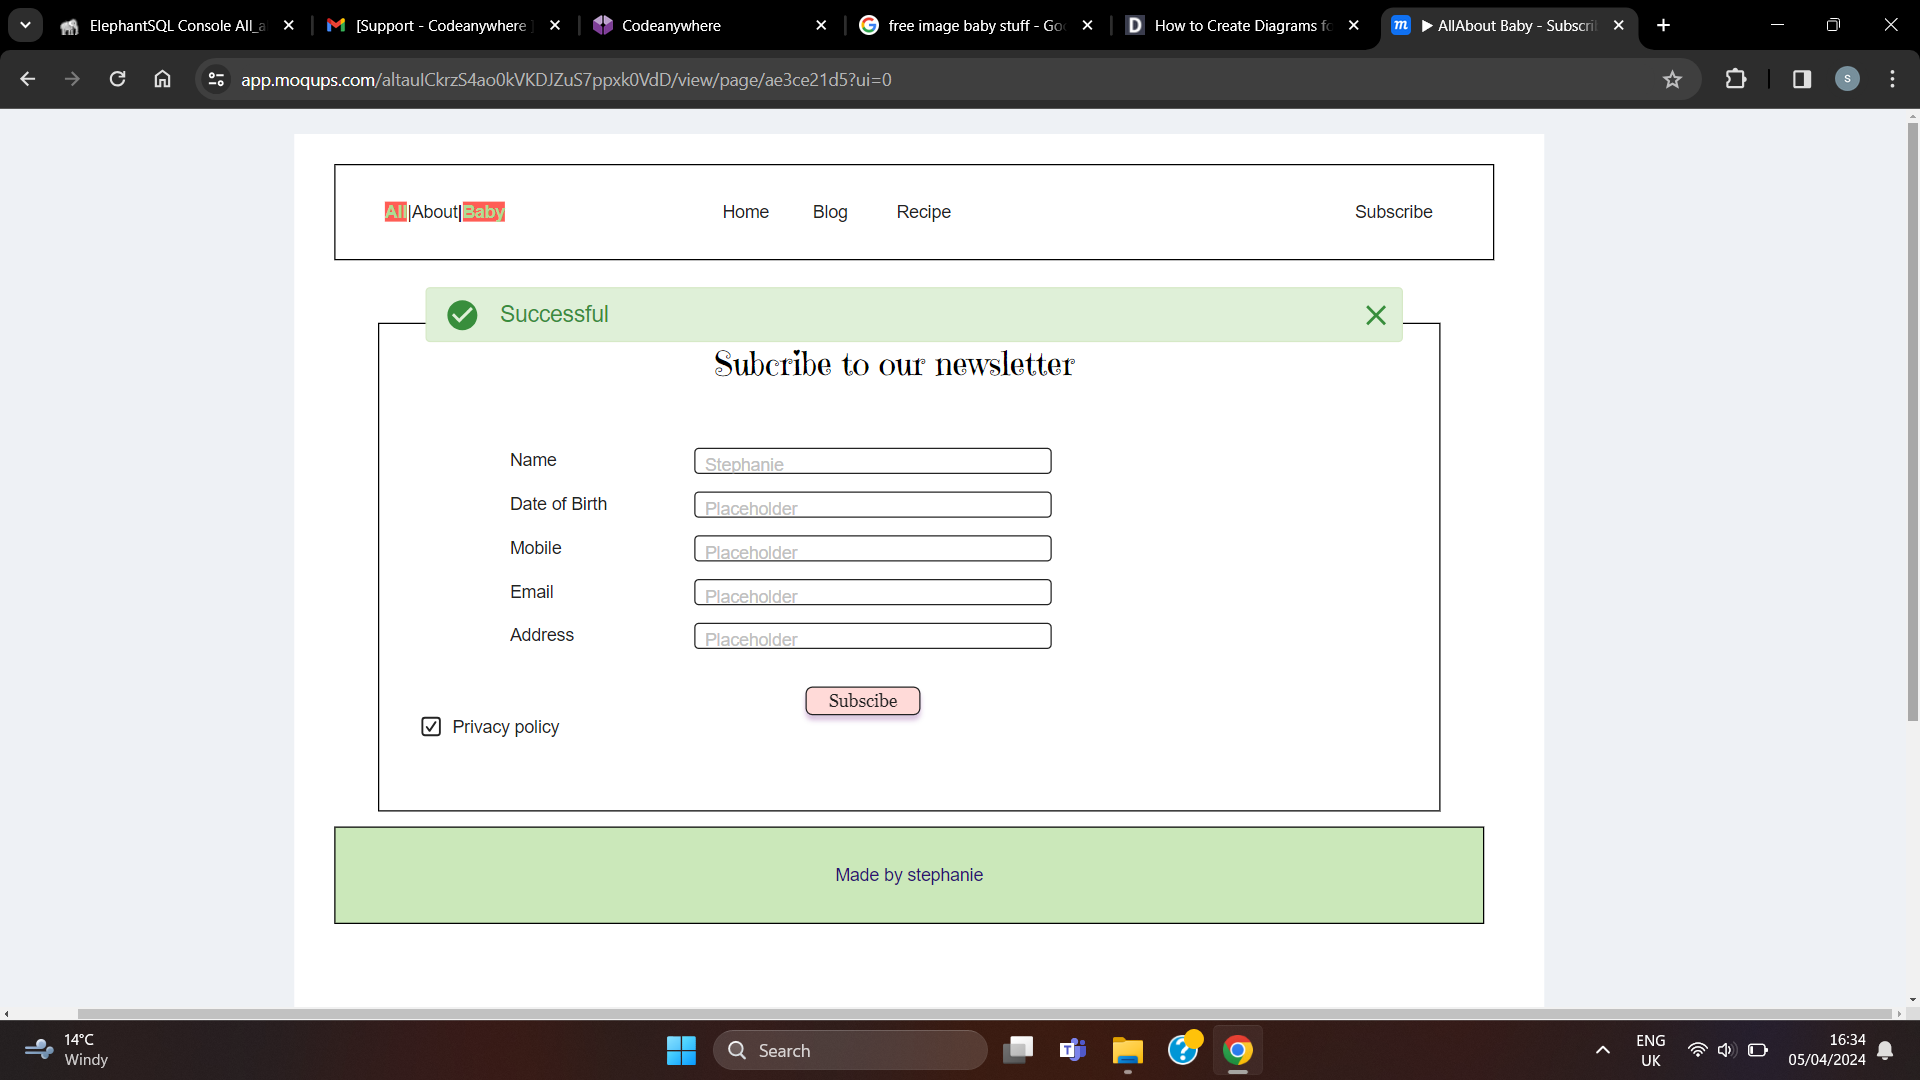 ElephantSQL Console All_a
[Support - Codeanywhere
Codeanywhere
free image baby stuff - Go
How to Create Diagrams fo
▶ AllAbout Baby - Subscri
app.moqups.com/altaulCkrzS4ao0kVKDJZuS7ppxk0VdD/view/page/ae3ce21d5?ui=0
S
All|About|Baby
Home
Blog
Recipe
Subscribe
Successful
Subcribe to our newsletter
Name
Stephanie
Date of Birth
Placeholder
Mobile
Placeholder
Email
Placeholder
Address
Placeholder
Subscibe
Privacy policy
Made by stephanie
14°C
Windy
Search
ENG
UK
16:34
05/04/2024